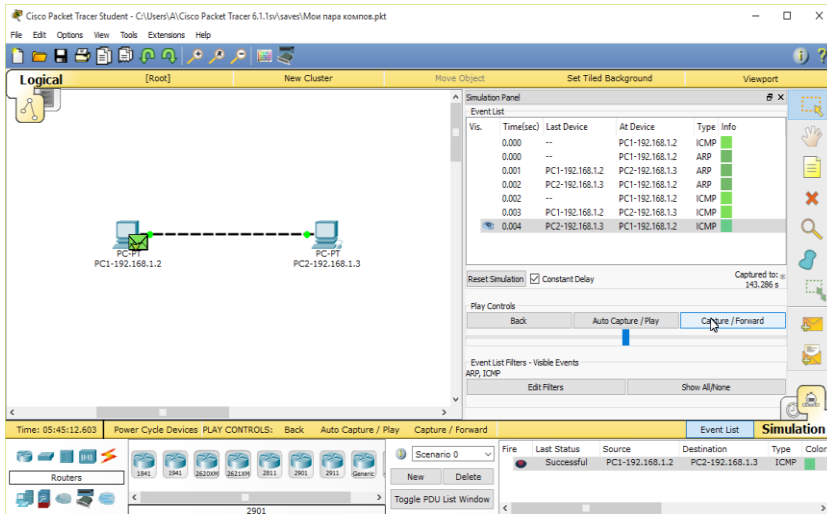 Cisco Packet Tracer Student - C:\Users\A\Cisco Packet Tracer 6.1.1sv\saves\Мои пара компов.pkt
File Edit Options View Tools Extensions Help
Logical [Root] New Cluster Move Object Set Tiled Background Viewport
Simulation Panel
Event List
Vis. Time(sec) Last Device At Device Type Info
0.000 -- PC1-192.168.1.2 ICMP
0.000 -- PC1-192.168.1.2 ARP
0.001 PC1-192.168.1.2 PC2-192.168.1.3 ARP
0.002 PC2-192.168.1.3 PC1-192.168.1.2 ARP
0.002 -- PC1-192.168.1.2 ICMP
0.003 PC1-192.168.1.2 PC2-192.168.1.3 ICMP
0.004 PC2-192.168.1.3 PC1-192.168.1.2 ICMP
PC-PT
PC1-192.168.1.2
PC-PT
PC2-192.168.1.3
Reset Simulation Constant Delay Captured to:
143.286 s
Play Controls
Back Auto Capture / Play Capture / Forward
Event List Filters - Visible Events
ARP, ICMP
Edit Filters Show All/None
Time: 05:45:12.603 Power Cycle Devices PLAY CONTROLS: Back Auto Capture / Play Capture / Forward Event List Simulation
Routers
1841 1941 2620XM 2621XM 2811 2901 2911 Generic
2901
Scenario 0
New Delete
Toggle PDU List Window
Fire Last Status Source Destination Type Color
Successful PC1-192.168.1.2 PC2-192.168.1.3 ICMP